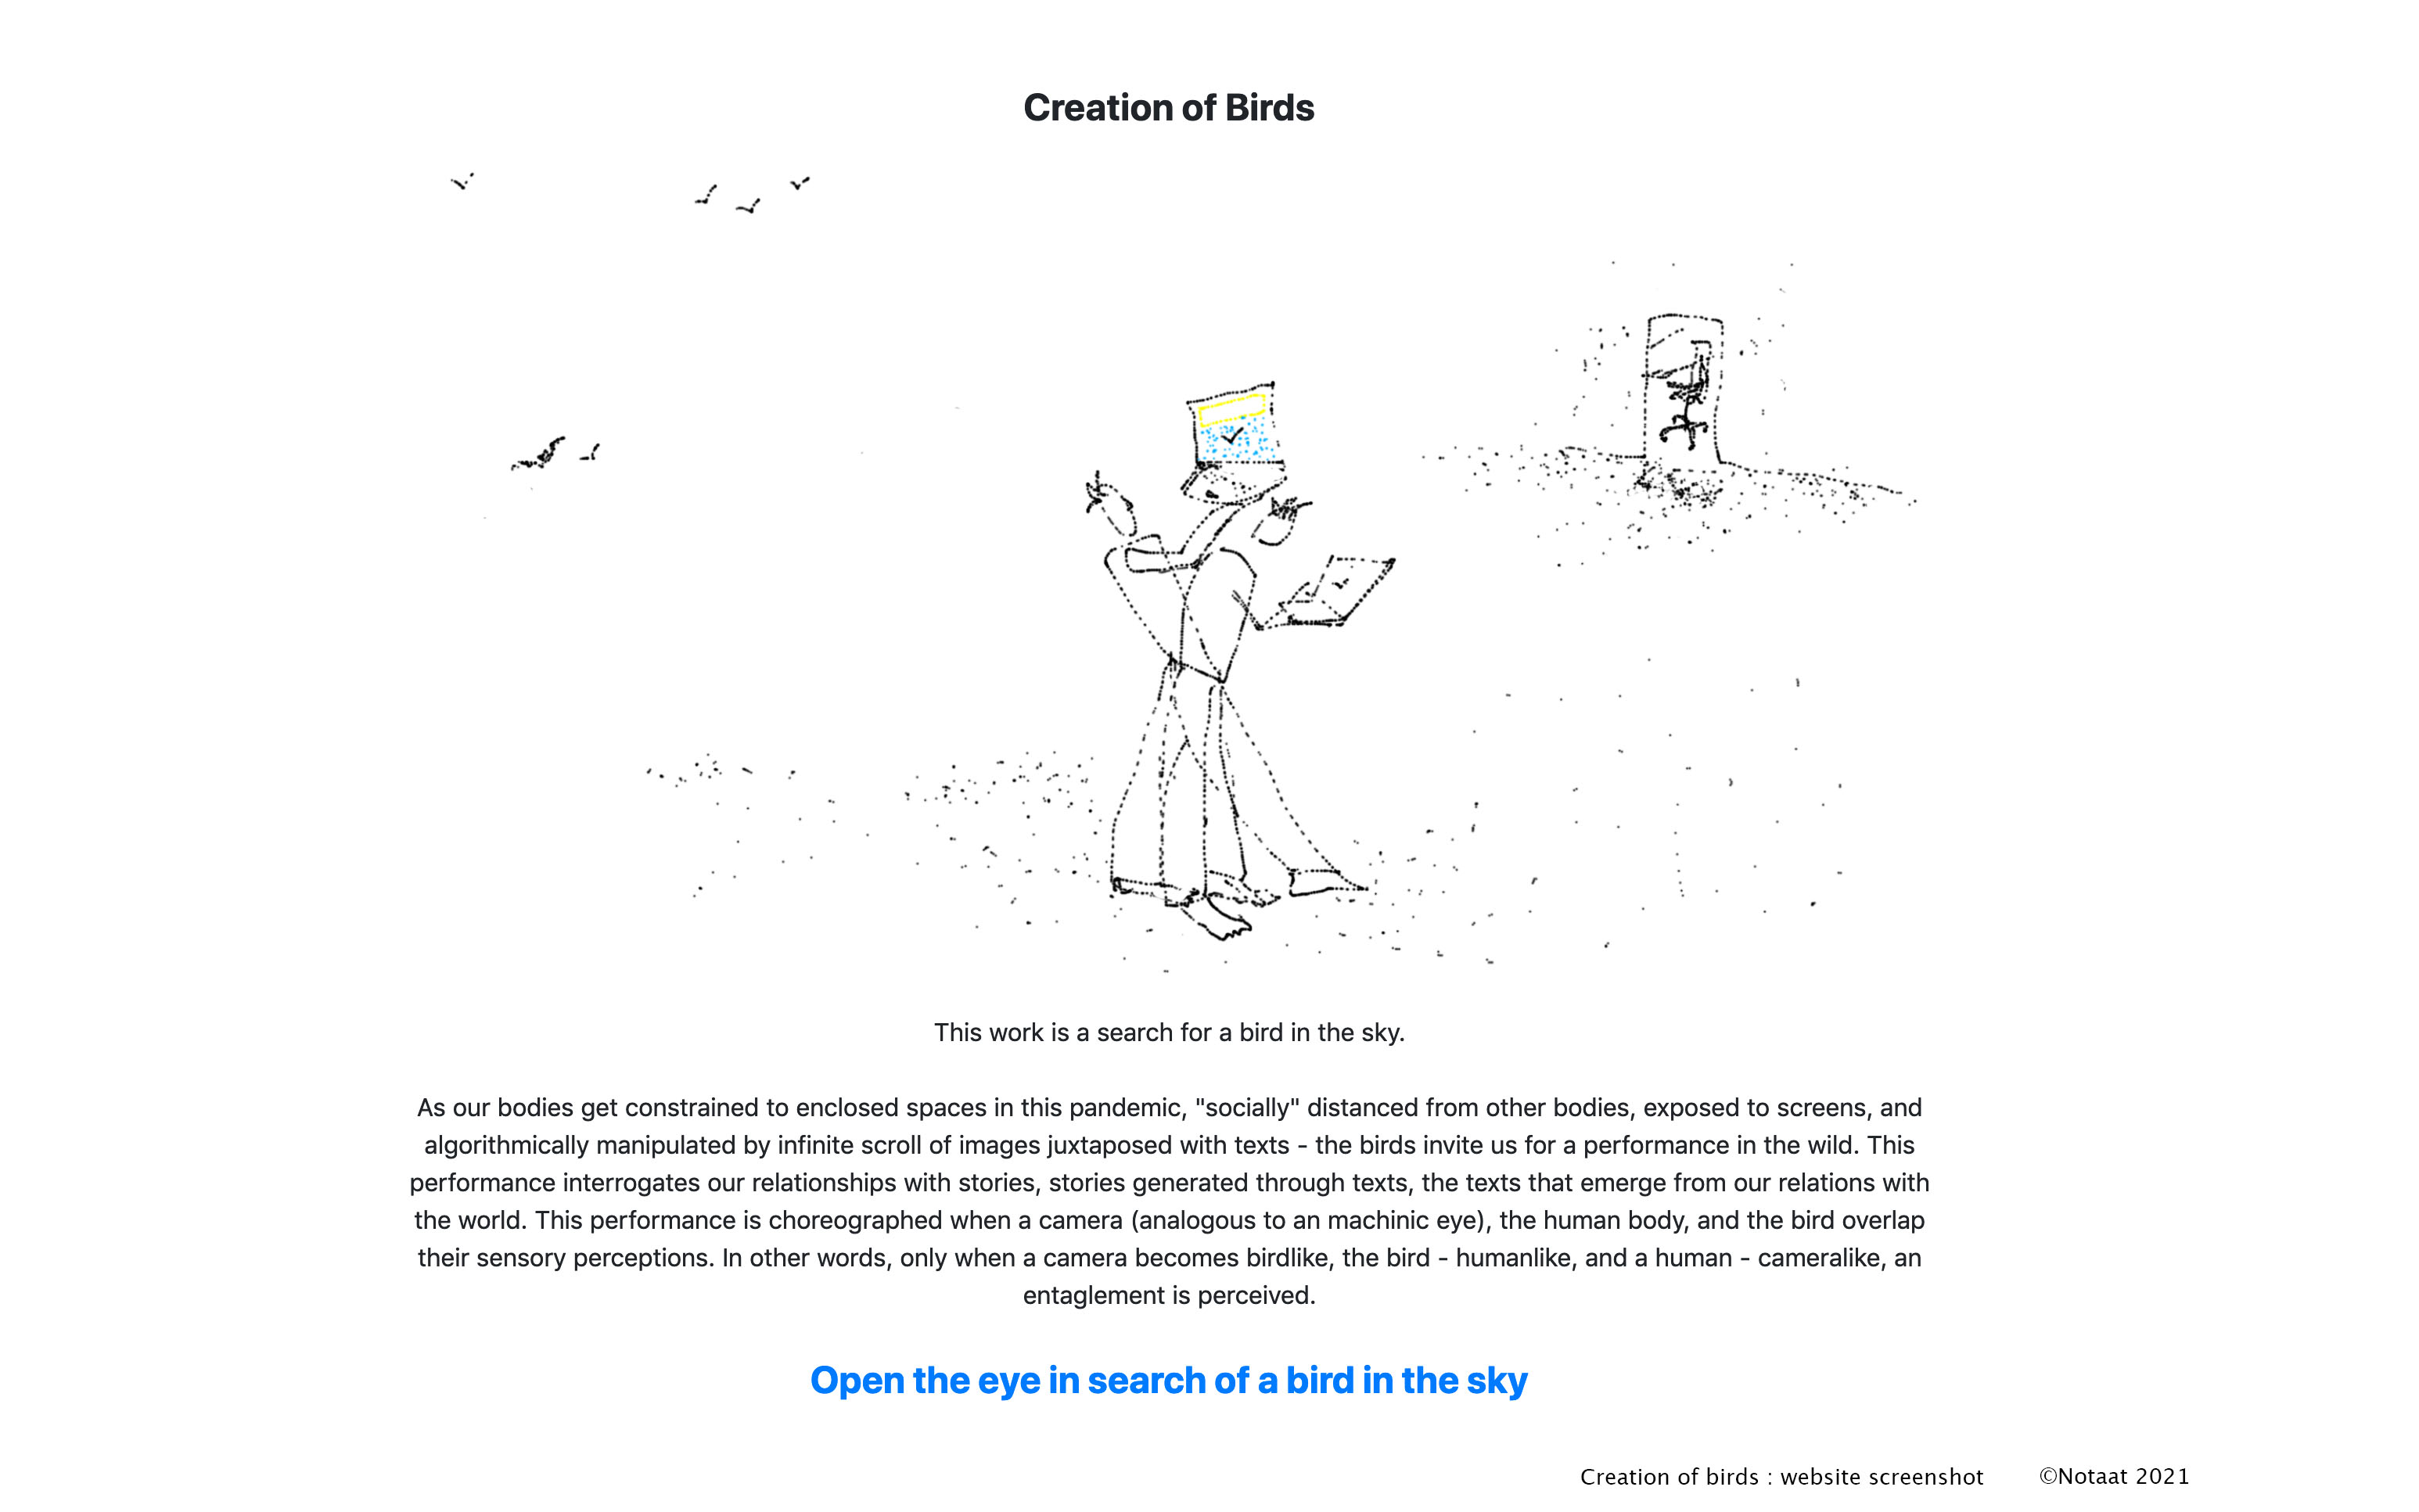 Creation of Birds
This work is a search for a bird in the sky.
As our bodies get constrained to enclosed spaces in this pandemic, "socially" distanced from other bodies, exposed to screens, and
algorithmically manipulated by infinite scroll of images juxtaposed with texts - the birds invite us for a performance in the wild. This
performance interrogates our relationships with stories, stories generated through texts, the texts that emerge from our relations with
the world. This performance is choreographed when a camera (analogous to an machinic eye), the human body, and the bird overlap
their sensory perceptions. In other words, only when a camera becomes birdlike, the bird - humanlike, and a human - cameralike, an
entaglement is perceived.
Open the eye in search of a bird in the sky
Creation of birds : website screenshot ©Notaat 2021